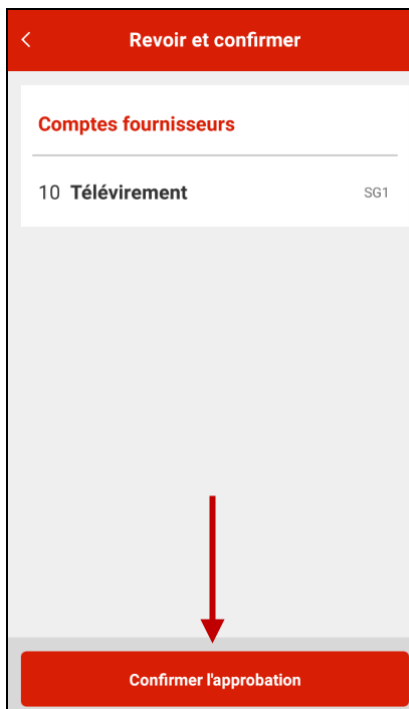 Revoir et confirmer
Comptes fournisseurs
10 Télévirement SG1
Confirmer l'approbation